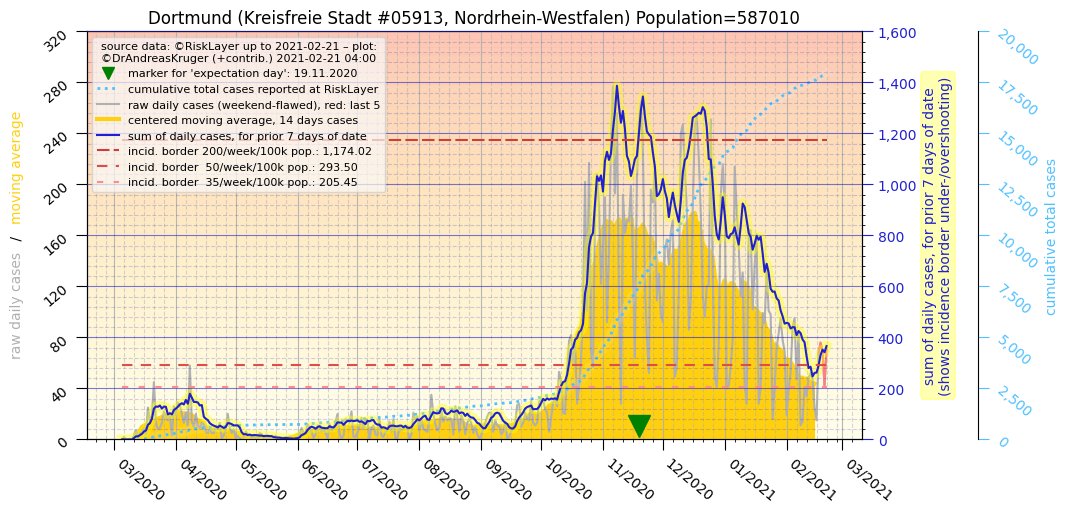 Dortmund (Kreisfreie Stadt #05913, Nordrhein-Westfalen) Population=587010
source data: ©RiskLayer up to 2021-02-21 – plot:
©DrAndreasKruger (+contrib.) 2021-02-21 04:00
marker for 'expectation day': 19.11.2020
cumulative total cases reported at RiskLayer
raw daily cases (weekend-flawed), red: last 5
centered moving average, 14 days cases
sum of daily cases, for prior 7 days of date
incid. border 200/week/100k pop.: 1,174.02
incid. border  50/week/100k pop.: 293.50
incid. border  35/week/100k pop.: 205.45
raw daily cases / moving average
320
280
240
200
160
120
80
40
0
03/2020
04/2020
05/2020
06/2020
07/2020
08/2020
09/2020
10/2020
11/2020
12/2020
01/2021
02/2021
03/2021
1,600
1,400
1,200
1,000
800
600
400
200
0
sum of daily cases, for prior 7 days of date
(shows incidence border under-/overshooting)
20,000
17,500
15,000
12,500
10,000
7,500
5,000
2,500
0
cumulative total cases